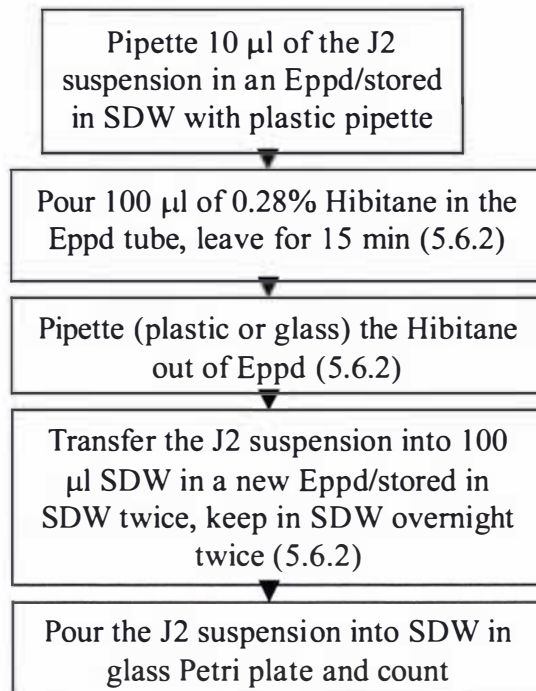 Pipette 10 µl of the J2
suspension in an Eppd/stored
in SDW with plastic pipette
Pour 100 µl of 0.28% Hibitane in the
Eppd tube, leave for 15 min (5.6.2)
Pipette (plastic or glass) the Hibitane
out of Eppd (5.6.2)
Transfer the J2 suspension into 100
µl SDW in a new Eppd/stored in
SDW twice, keep in SDW overnight
twice (5.6.2)
Pour the J2 suspension into SDW in
glass Petri plate and count